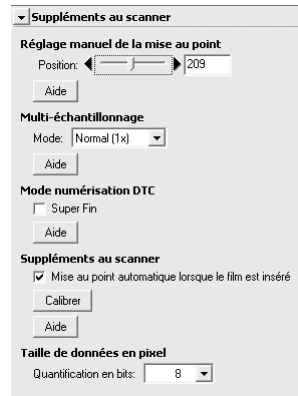 Suppléments au scanner
Réglage manuel de la mise au point
Position: 209
Aide
Multi-échantillonnage
Mode: Normal (1x)
Aide
Mode numérisation DTC
Super Fin
Aide
Suppléments au scanner
Mise au point automatique lorsque le film est inséré
Calibrer
Aide
Taille de données en pixel
Quantification en bits: 8